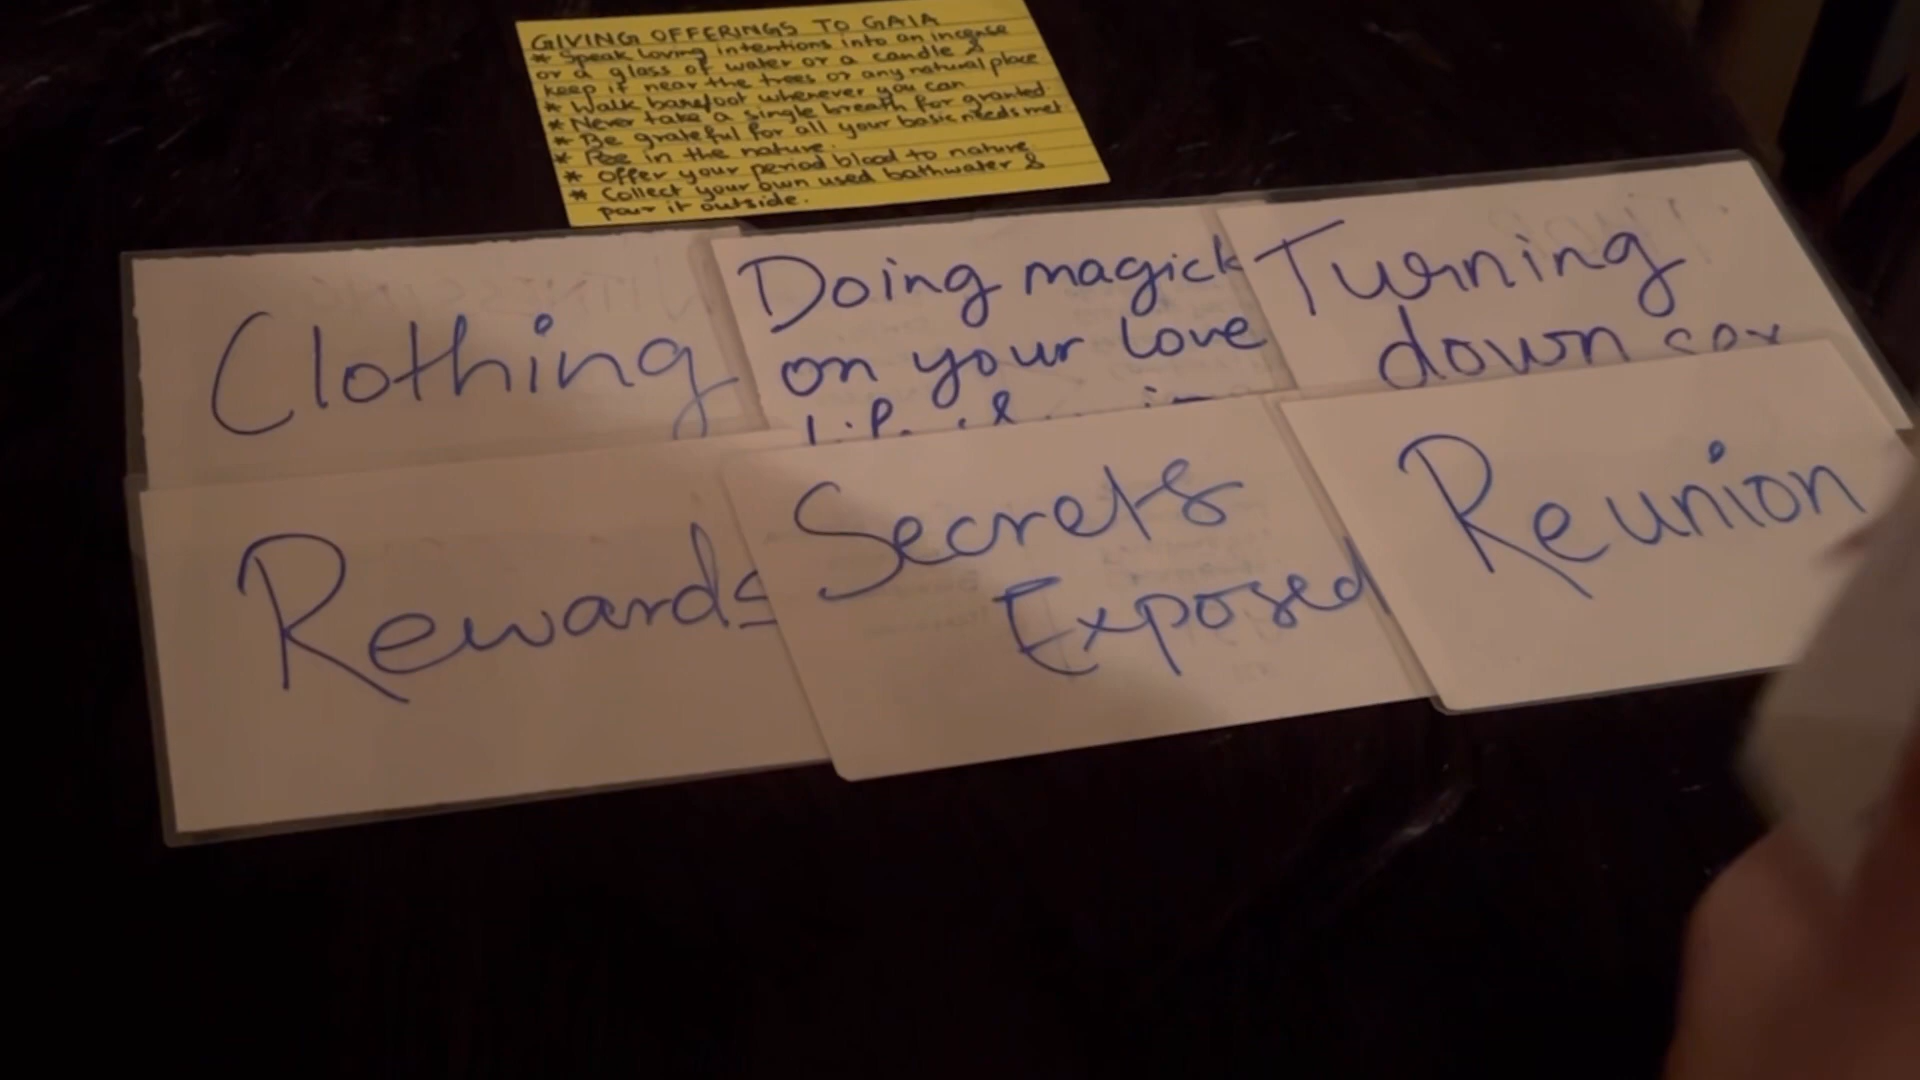 GIVING OFFERINGS TO GAIA
* Speak loving intentions into an incense
or a glass of water or a candle &
keep it near the trees or any natural place
* Walk barefoot wherever you can
* Never take a single breath for granted.
* Be grateful for all your basic needs met
* Pee in the nature.
* Offer your period blood to nature
* Collect your own used bathwater &
pour it outside.
Clothing
Doing magick
on your love
Turning
down
Rewards
Secrets
Exposed
Reunion